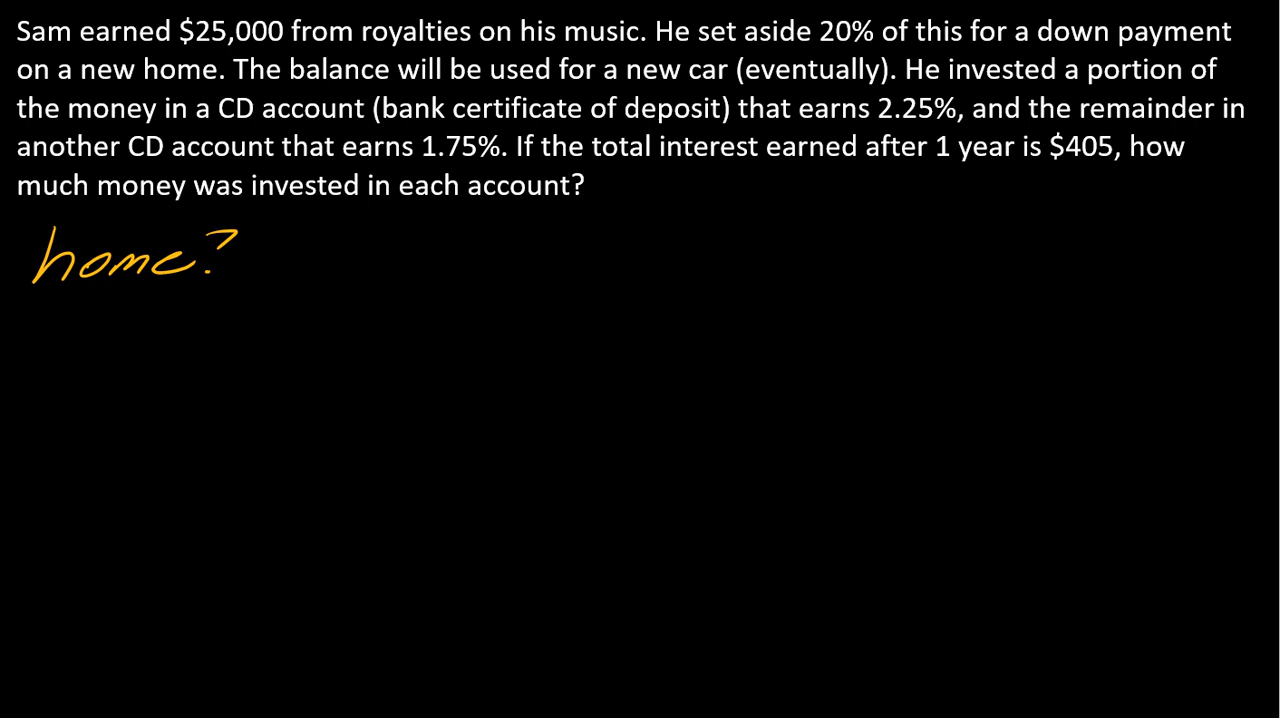 Sam earned $25,000 from royalties on his music. He set aside 20% of this for a down payment
on a new home. The balance will be used for a new car (eventually). He invested a portion of
the money in a CD account (bank certificate of deposit) that earns 2.25%, and the remainder in
another CD account that earns 1.75%. If the total interest earned after 1 year is $405, how
much money was invested in each account?
home?